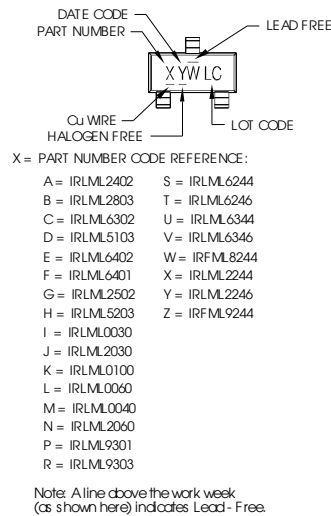 DATE CODE
PART NUMBER
LEAD FREE
X YW LC
Cu WIRE
HALOGEN FREE
LOT CODE
X = PART NUMBER CODE REFERENCE:
A = IRLML2402 S = IRLML6244
B = IRLML2803 T = IRLML6246
C = IRLML6302 U = IRLML6344
D = IRLML5103 V = IRLML6346
E = IRLML6402 W = IRFML8244
F = IRLML6401 X = IRLML2244
G = IRLML2502 Y = IRLML2246
H = IRLML5203 Z = IRFML9244
I = IRLML0030
J = IRLML2030
K = IRLML0100
L = IRLML0060
M = IRLML0040
N = IRLML2060
P = IRLML9301
R = IRLML9303
Note: A line above the work week
(as shown here) indicates Lead - Free.